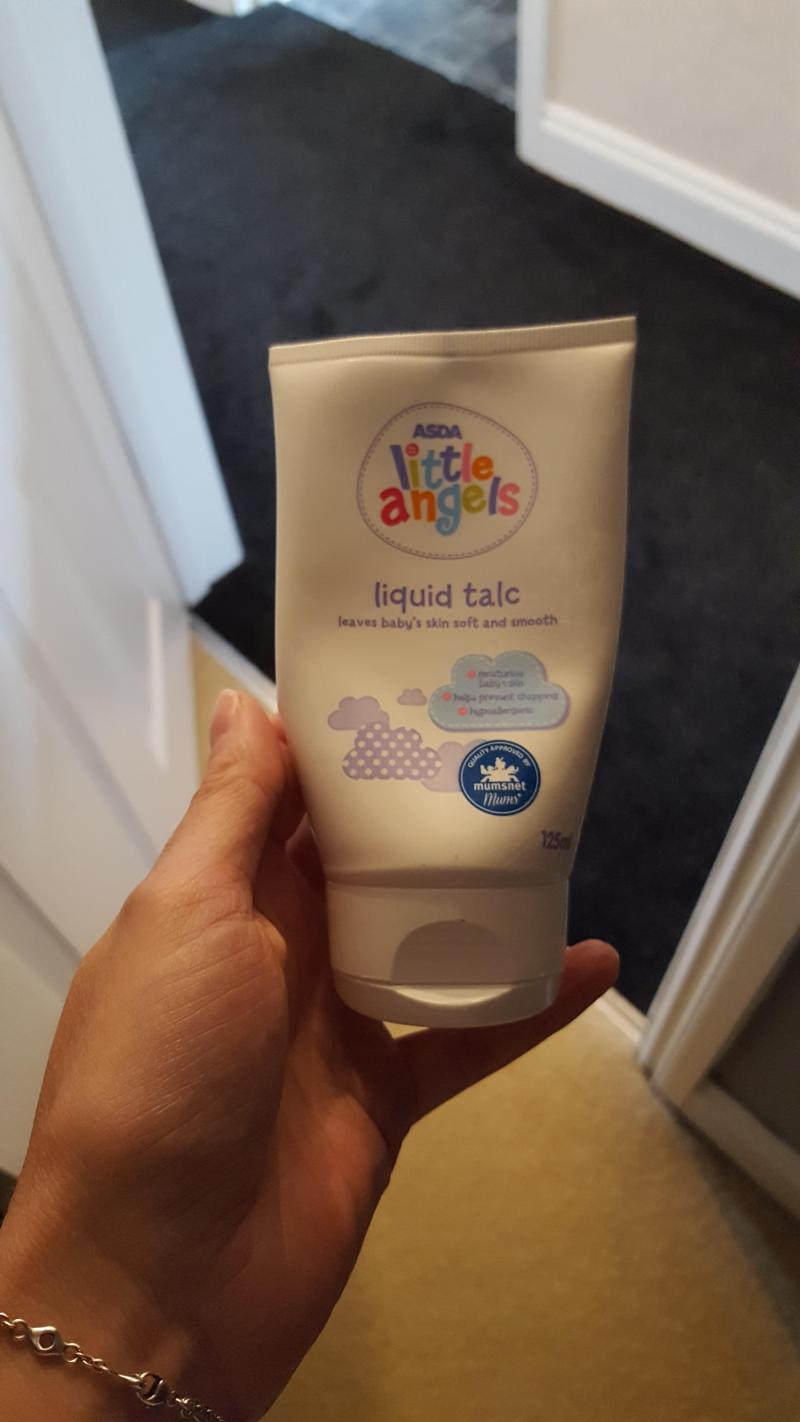 ASDA
little
angels
liquid talc
leaves baby's skin soft and smooth
moisturise
baby's skin
helps prevent chapping
hypoallergenic
QUALITY APPROVED BY
mumsnet
Mums
125ml